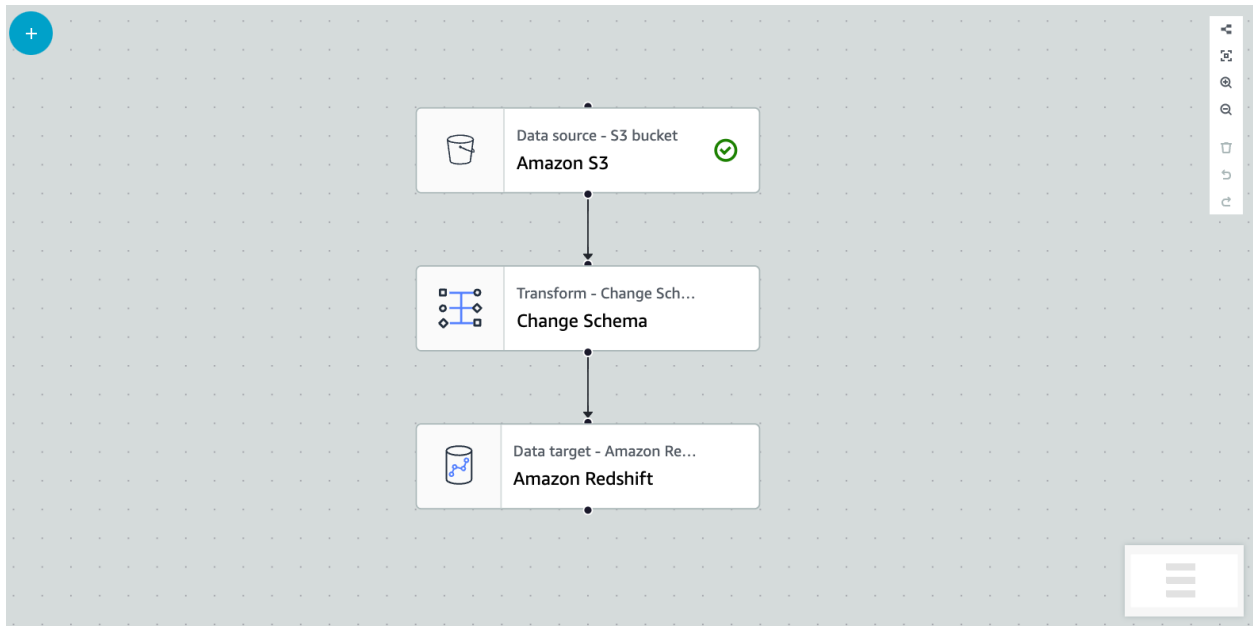 Data source - S3 bucket
Amazon S3
Transform - Change Sch...
Change Schema
Data target - Amazon Re...
Amazon Redshift